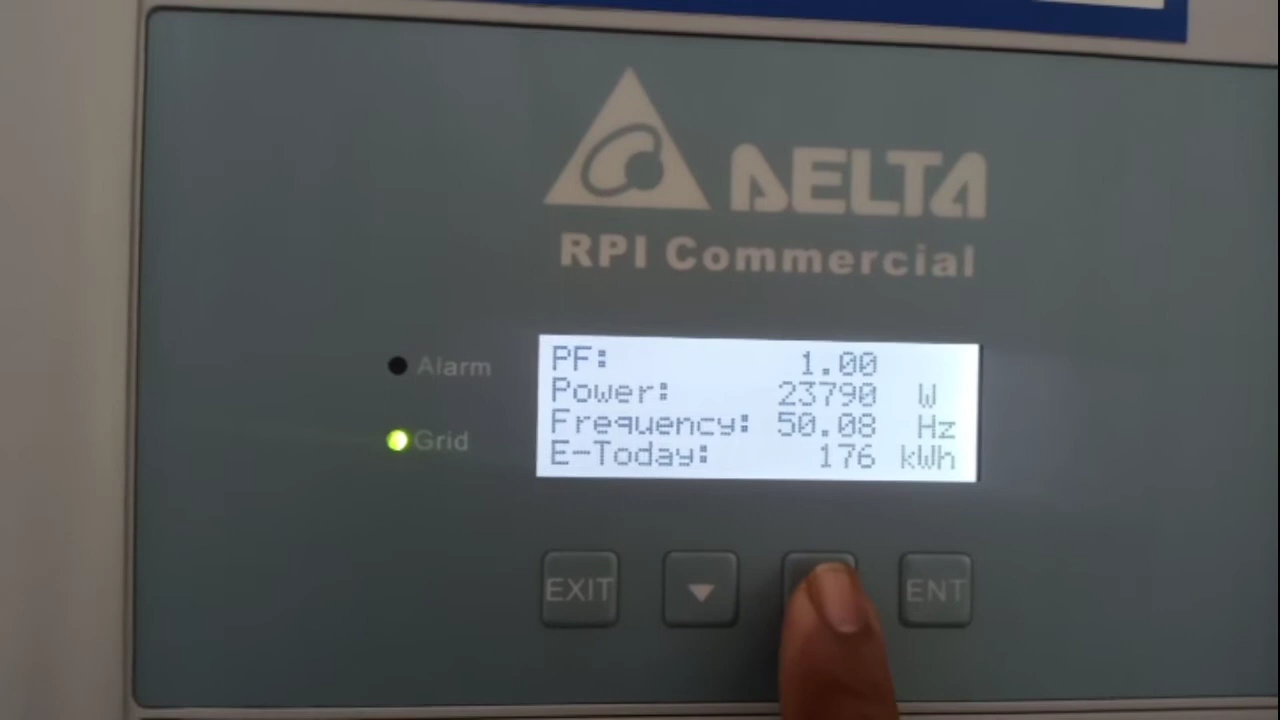 DELTA
RPI Commercial
Alarm
Grid
PF: 1.00
Power: 23790 W
Frequency: 50.08 Hz
E-Today: 176 kWh
EXIT ▼ ENT